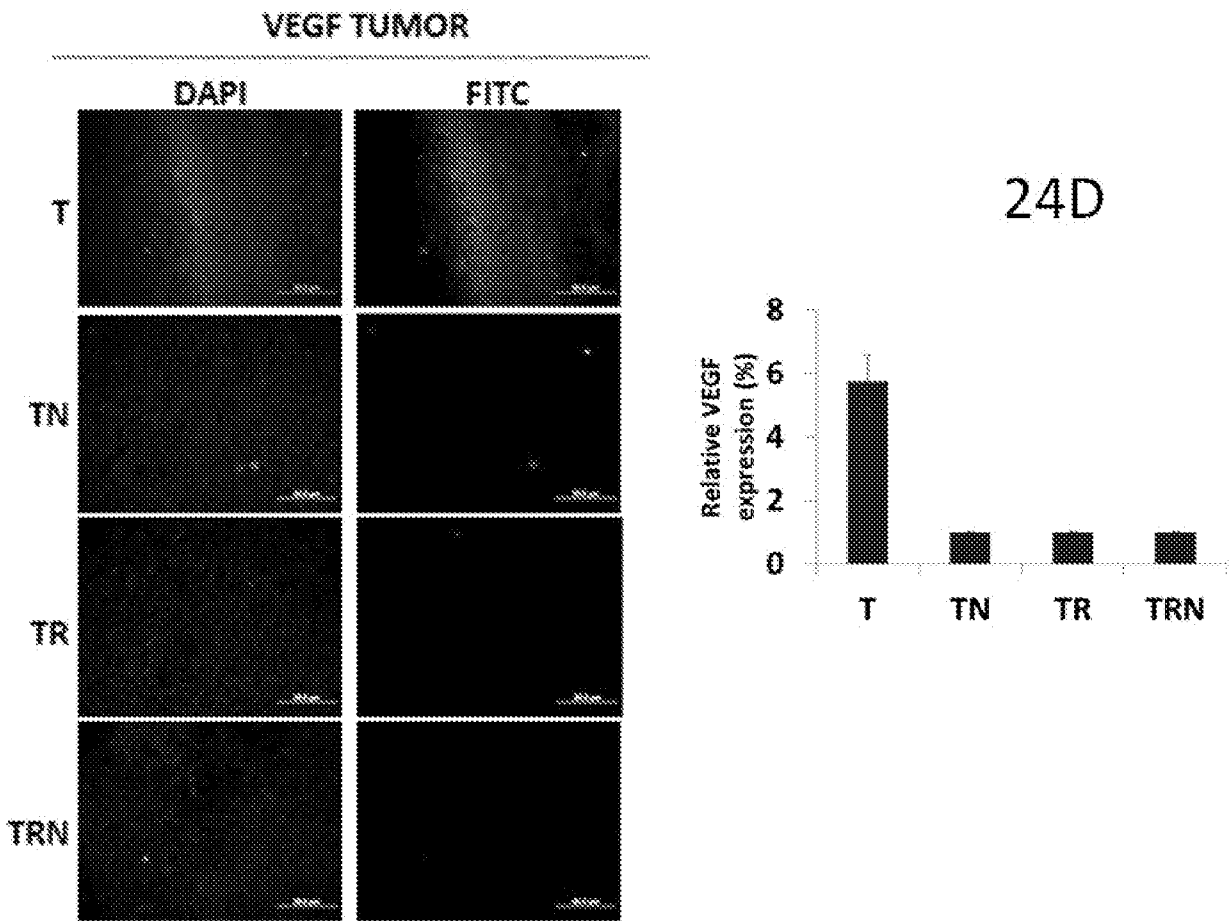 VEGF TUMOR
DAPI FITC
T
TN
TR
TRN
24D
Relative VEGF
expression (%)
8
6
4
2
0
T TN TR TRN